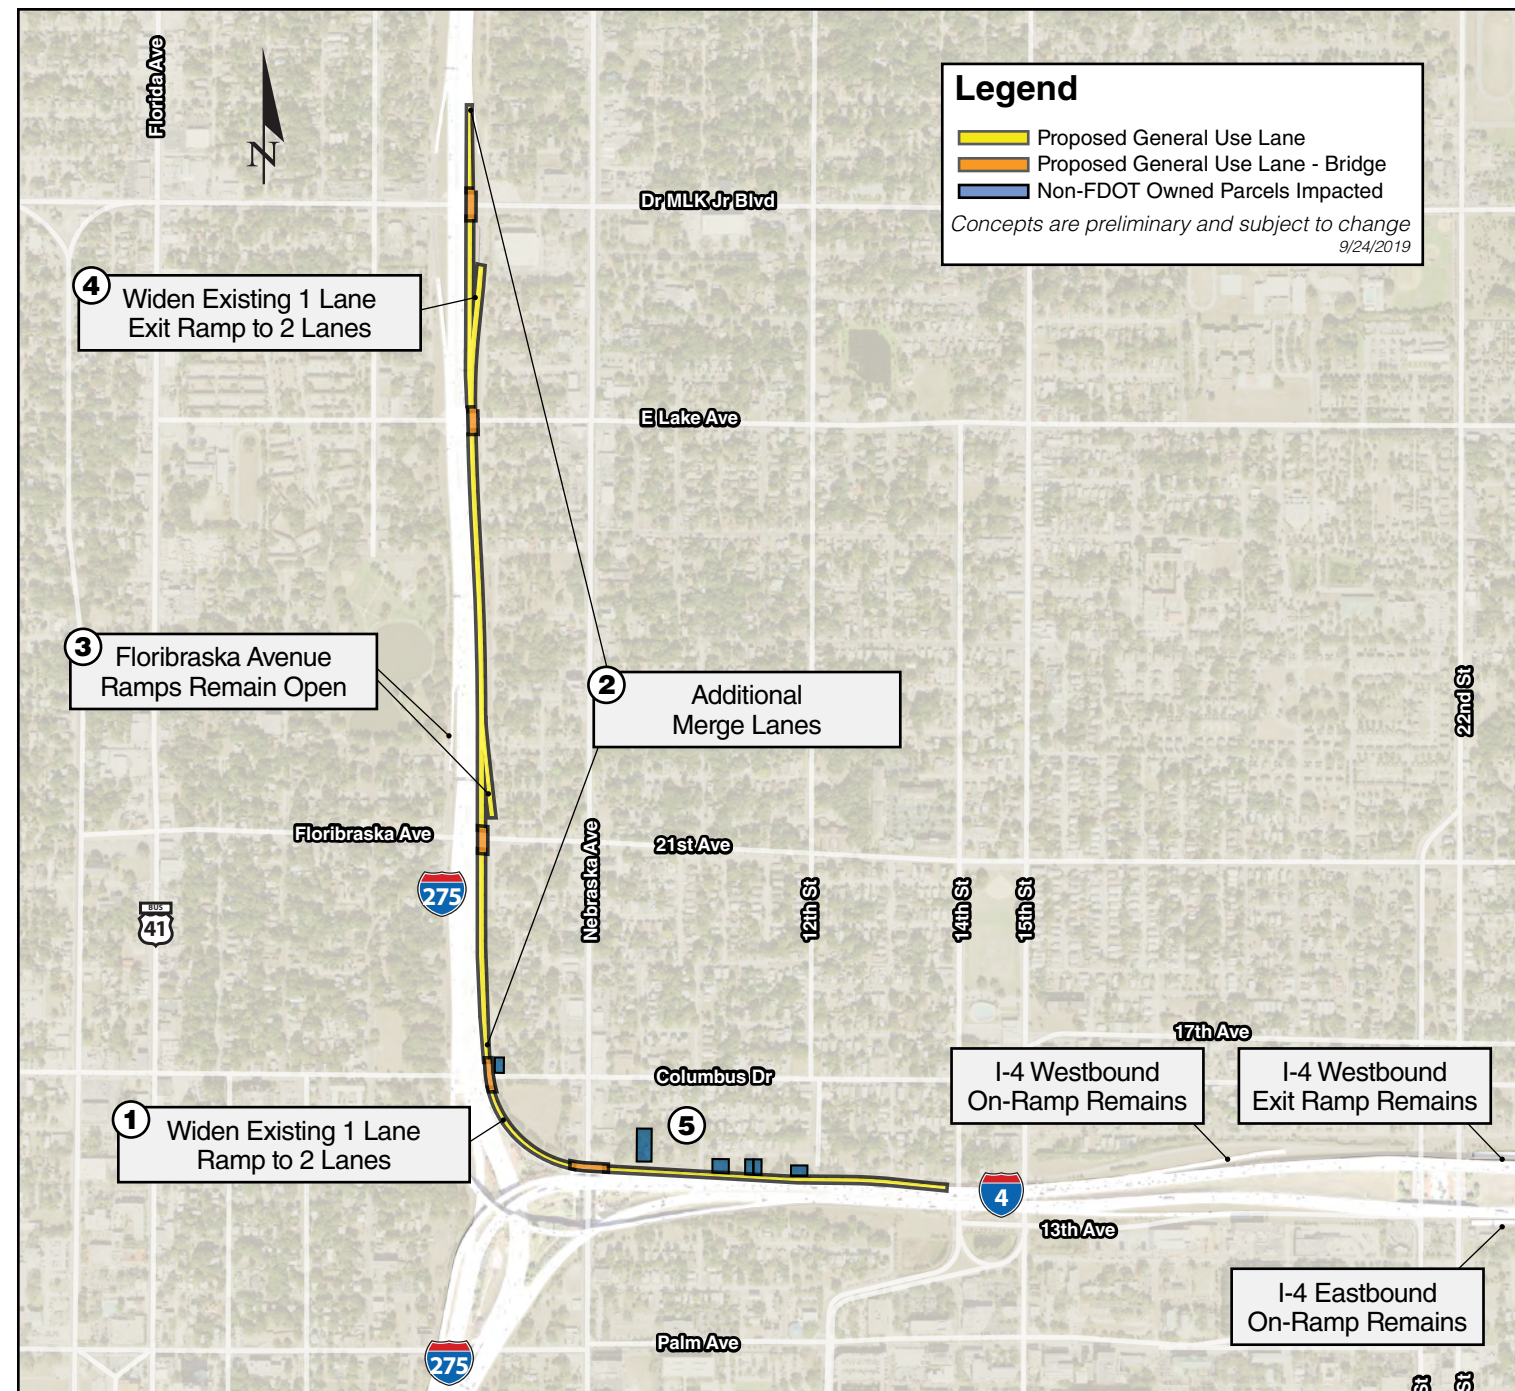 Florida Ave
N
Legend
Proposed General Use Lane
Proposed General Use Lane - Bridge
Non-FDOT Owned Parcels Impacted
Concepts are preliminary and subject to change
9/24/2019
Dr MLK Jr Blvd
4
Widen Existing 1 Lane
Exit Ramp to 2 Lanes
E Lake Ave
3
Floribraska Avenue
Ramps Remain Open
2
Additional
Merge Lanes
22nd St
Floribraska Ave
21st Ave
Nebraska Ave
12th St
14th St
15th St
275
BUS
41
17th Ave
Columbus Dr
I-4 Westbound
On-Ramp Remains
I-4 Westbound
Exit Ramp Remains
1
Widen Existing 1 Lane
Ramp to 2 Lanes
5
4
13th Ave
I-4 Eastbound
On-Ramp Remains
Palm Ave
275
St
St